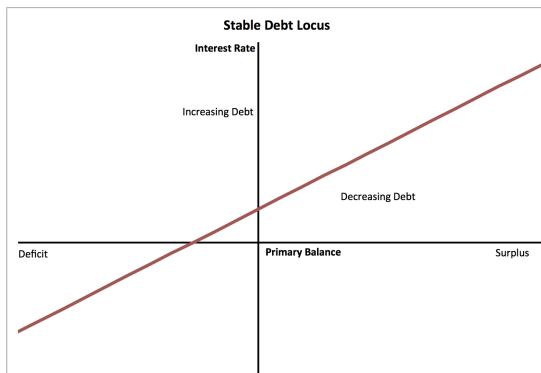 Stable Debt Locus
Interest Rate
Increasing Debt
Decreasing Debt
Deficit
Primary Balance
Surplus